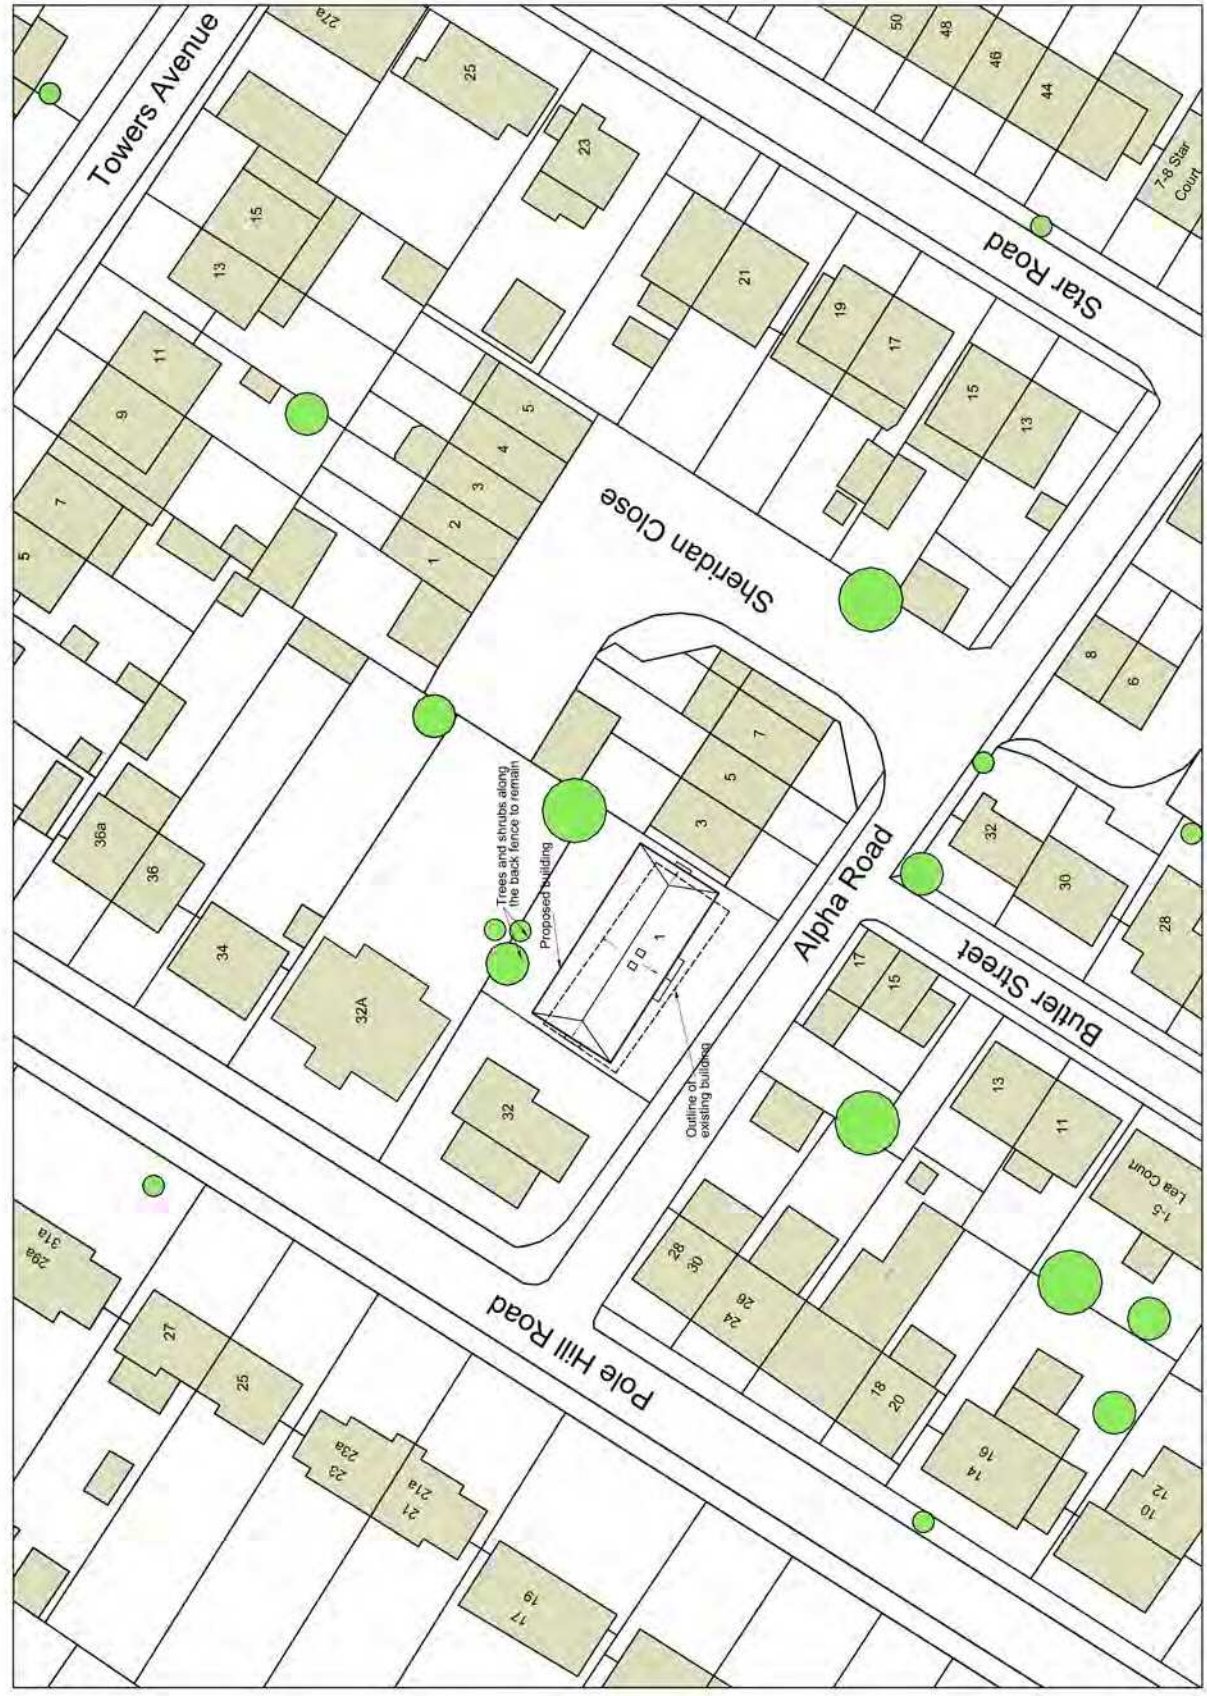 Towers Avenue
27a
25
23
50
48
46
44
7-8 Star
Court
15
13
11
9
7
5
21
19
17
15
13
Star Road
5
4
3
2
1
Sheridan Close
8
6
36a
36
34
32A
32
Trees and shrubs along
the back fence to remain
Proposed building
1
3
5
7
Outline of
existing building
Alpha Road
32
30
28
Butler Street
17
15
13
11
1-5
Lea Court
31a
29a
27
25
23a
23
21a
21
19
17
Pole Hill Road
28
30
26
24
18
20
16
14
12
10